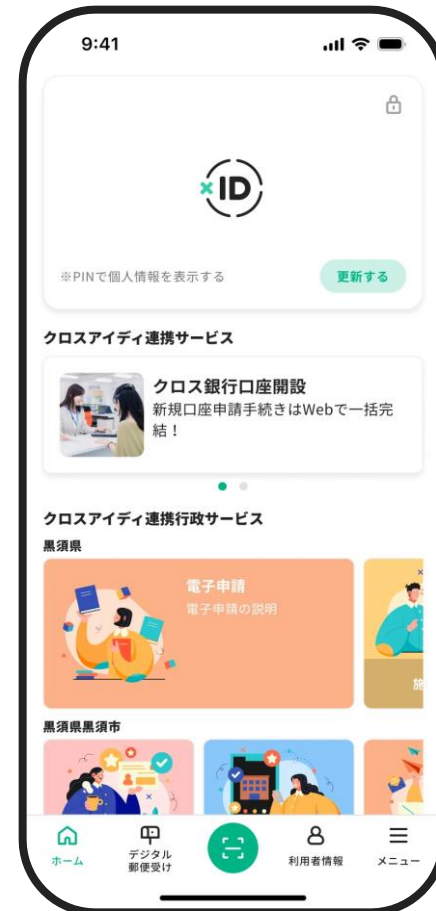 9:41
×ID
※PINで個人情報を表示する
更新する
クロスアイディ連携サービス
クロス銀行口座開設
新規口座申請手続きはWebで一括完
結！
クロスアイディ連携行政サービス
黒須県
電子申請
電子申請の説明
施
黒須県黒須市
ホーム
デジタル
郵便受け
利用者情報
メニュー